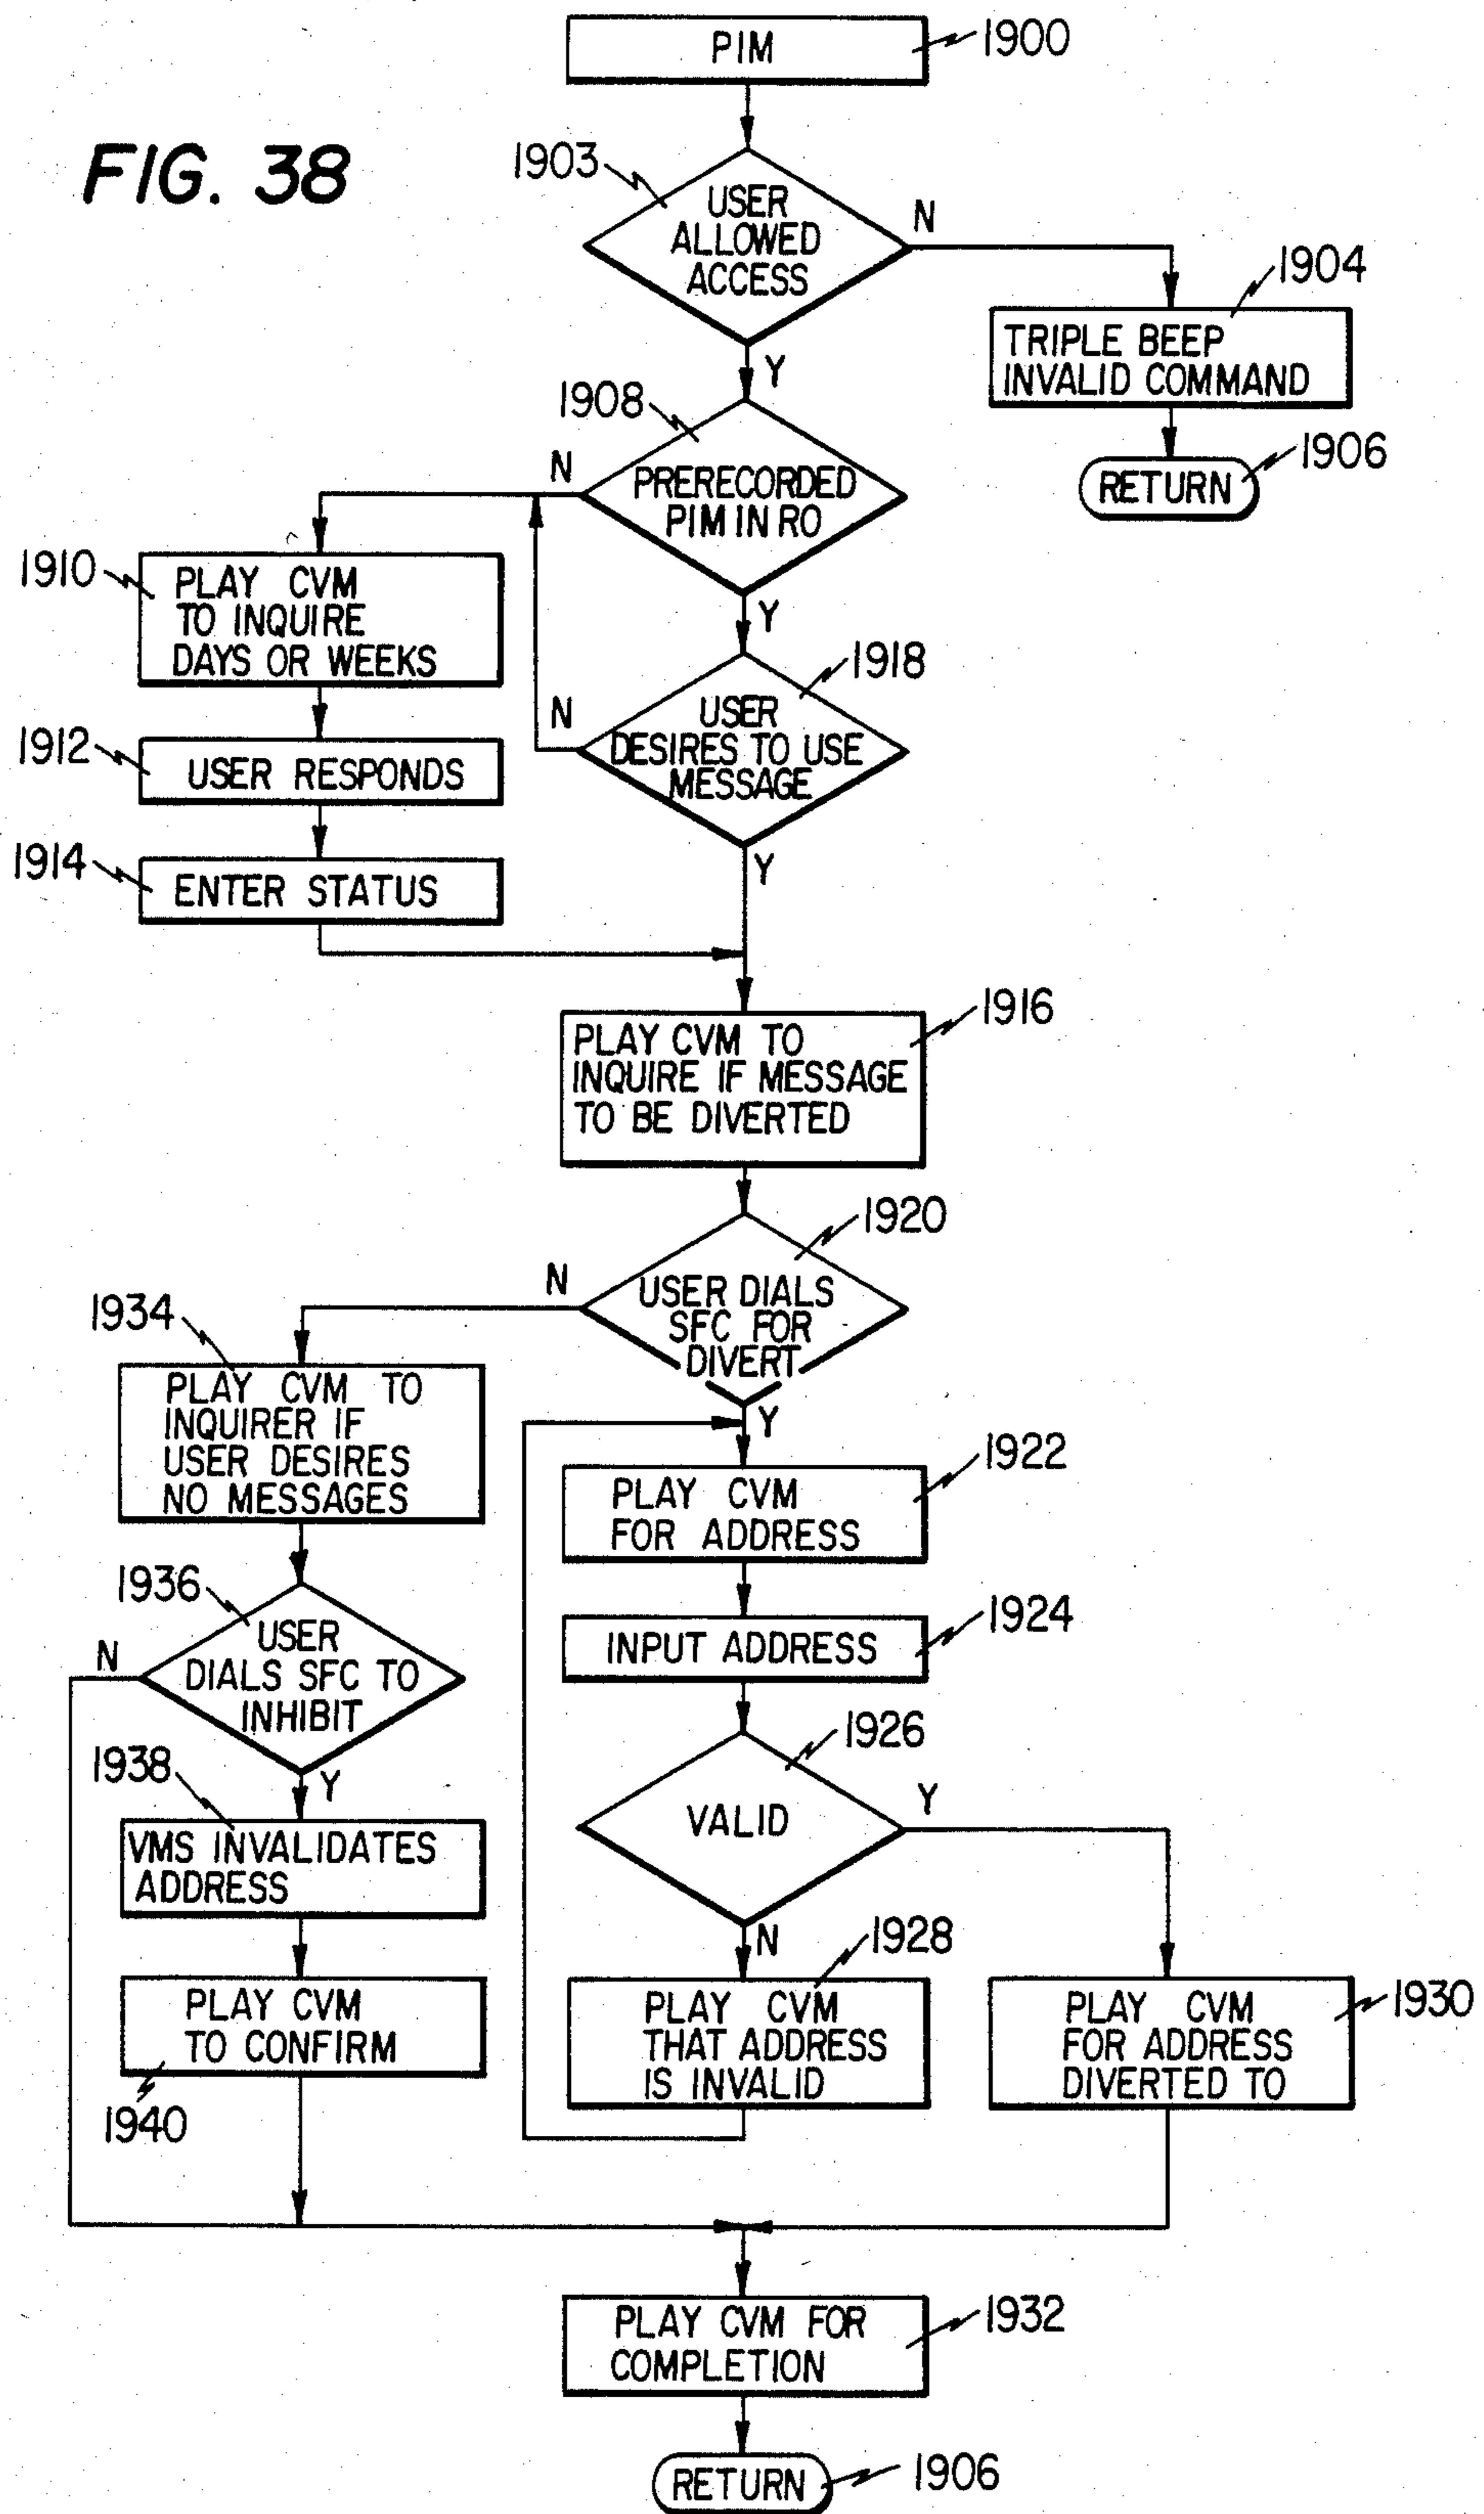 PIM
1900
FIG. 38
1903
USER
ALLOWED
ACCESS
N
Y
1904
TRIPLE BEEP
INVALID COMMAND
RETURN
1906
1908
PRERECORDED
PIM IN RO
N
Y
1910
PLAY CVM
TO INQUIRE
DAYS OR WEEKS
1918
USER
DESIRES TO USE
MESSAGE
N
Y
1912
USER RESPONDS
1914
ENTER STATUS
1916
PLAY CVM TO
INQUIRE IF MESSAGE
TO BE DIVERTED
1920
USER DIALS
SFC FOR
DIVERT
N
Y
1934
PLAY CVM TO
INQUIRER IF
USER DESIRES
NO MESSAGES
1922
PLAY CVM
FOR ADDRESS
1936
USER
DIALS SFC TO
INHIBIT
N
Y
1924
INPUT ADDRESS
1926
VALID
Y
N
1938
VMS INVALIDATES
ADDRESS
1928
PLAY CVM
THAT ADDRESS
IS INVALID
1930
PLAY CVM
FOR ADDRESS
DIVERTED TO
PLAY CVM
TO CONFIRM
1940
1932
PLAY CVM FOR
COMPLETION
RETURN
1906